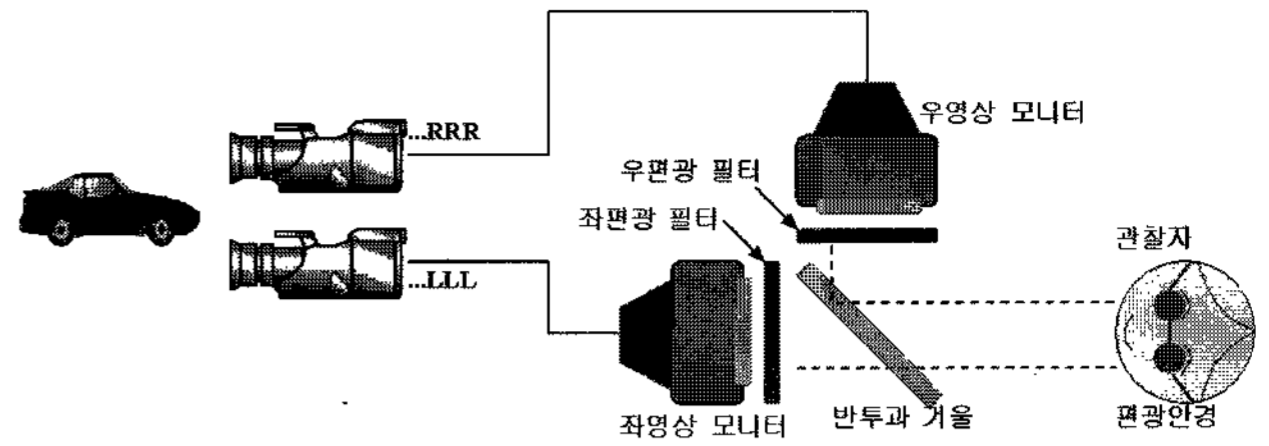 ...RRR
우영상 모니터
우편광 필터
좌편광 필터
관찰자
...LLL
좌영상 모니터
반투과 거울
편광안경